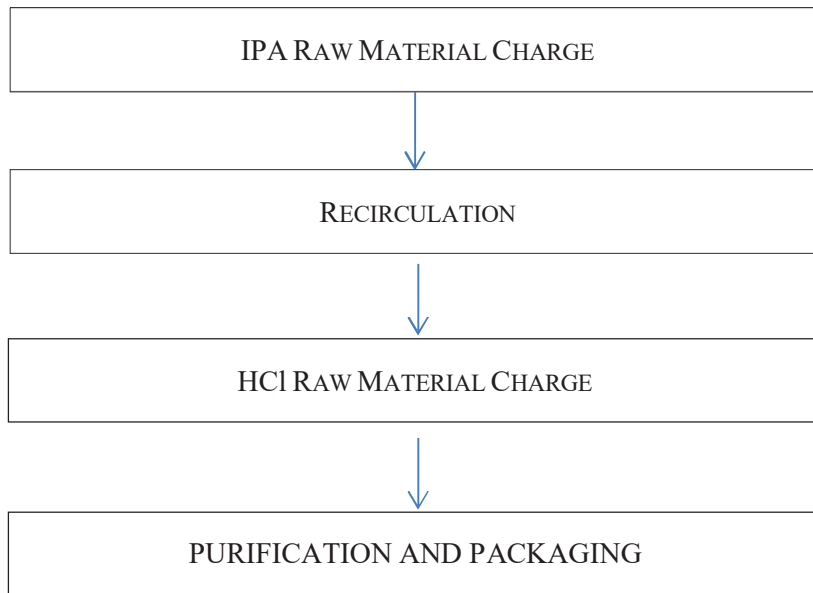 IPA RAW MATERIAL CHARGE
RECIRCULATION
HCl RAW MATERIAL CHARGE
PURIFICATION AND PACKAGING